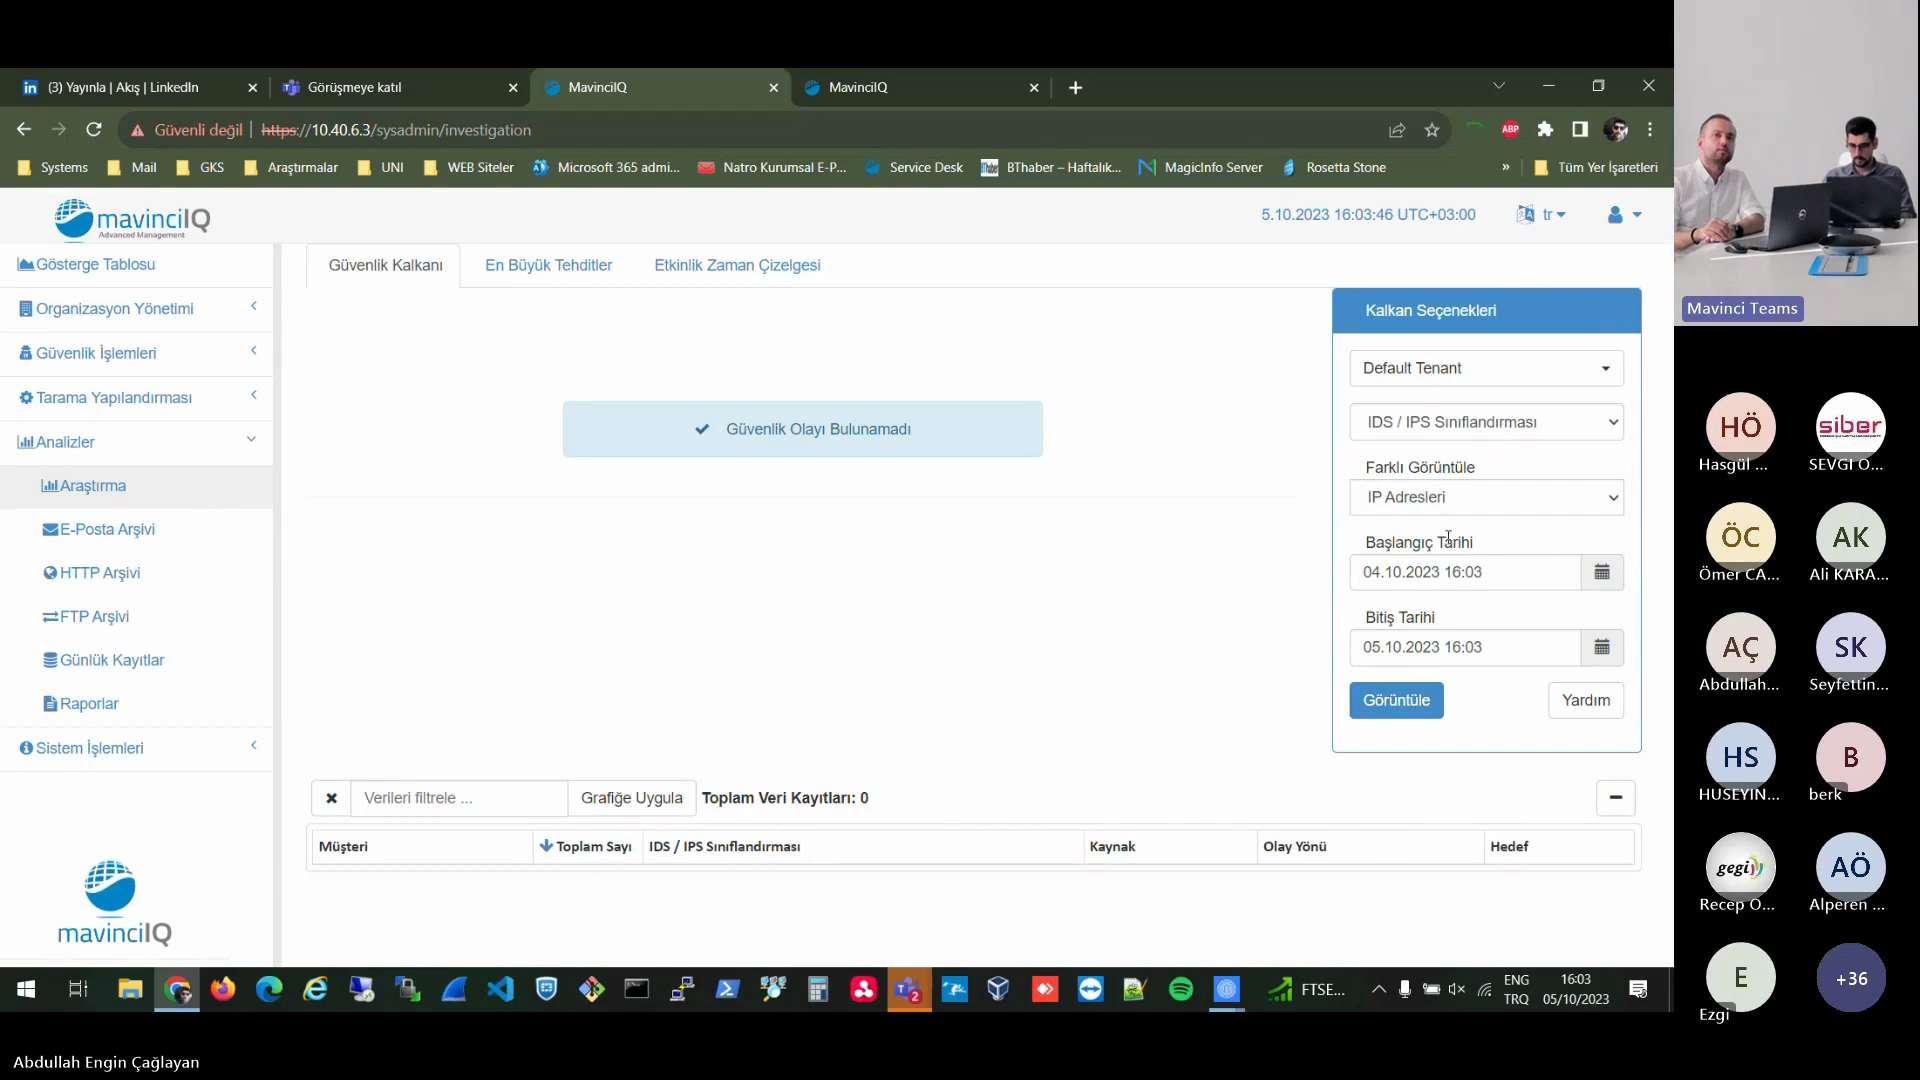 (3) Yayınla | Akış | LinkedIn
Görüşmeye katıl
MavinciIQ
MavinciIQ
Güvenli değil
https://10.40.6.3/sysadmin/investigation
ABP
Systems
Mail
GKS
Araştırmalar
UNI
WEB Siteler
Microsoft 365 admi...
Natro Kurumsal E-P...
Service Desk
BThaber – Haftalık...
MagicInfo Server
Rosetta Stone
»
Tüm Yer İşaretleri
mavinciIQ
Advanced Management
5.10.2023 16:03:46 UTC+03:00
tr
Gösterge Tablosu
Organizasyon Yönetimi
Güvenlik İşlemleri
Tarama Yapılandırması
Analizler
Araştırma
E-Posta Arşivi
HTTP Arşivi
FTP Arşivi
Günlük Kayıtlar
Raporlar
Sistem İşlemleri
mavinciIQ
Güvenlik Kalkanı
En Büyük Tehditler
Etkinlik Zaman Çizelgesi
Güvenlik Olayı Bulunamadı
Kalkan Seçenekleri
Default Tenant
IDS / IPS Sınıflandırması
Farklı Görüntüle
IP Adresleri
Başlangıç Tarihi
04.10.2023 16:03
Bitiş Tarihi
05.10.2023 16:03
Görüntüle
Yardım
Verileri filtrele ...
Grafiğe Uygula
Toplam Veri Kayıtları: 0
Müşteri
Toplam Sayı
IDS / IPS Sınıflandırması
Kaynak
Olay Yönü
Hedef
FTSE...
ENG
TRQ
16:03
05/10/2023
Mavinci Teams
HÖ
Hasgül ...
siber
SEVGI O...
ÖC
Ömer CA...
AK
Ali KARA...
AÇ
Abdullah...
SK
Seyfettin...
HS
HUSEYIN...
B
berk
gegi
Recep O...
AÖ
Alperen ...
E
Ezgi
+36
Abdullah Engin Çağlayan